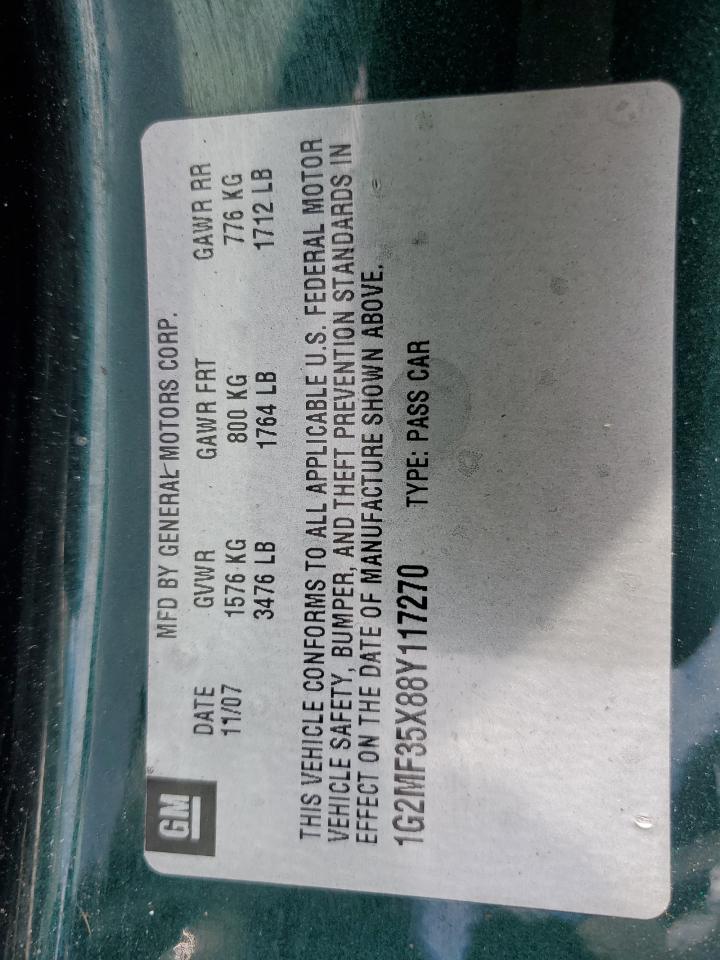 GM
MFD BY GENERAL MOTORS CORP.
DATE GVWR GAWR FRT GAWR RR
11/07 1576 KG 800 KG 776 KG
3476 LB 1764 LB 1712 LB
THIS VEHICLE CONFORMS TO ALL APPLICABLE U.S. FEDERAL MOTOR
VEHICLE SAFETY, BUMPER, AND THEFT PREVENTION STANDARDS IN
EFFECT ON THE DATE OF MANUFACTURE SHOWN ABOVE.
1G2MF35X88Y117270 TYPE: PASS CAR